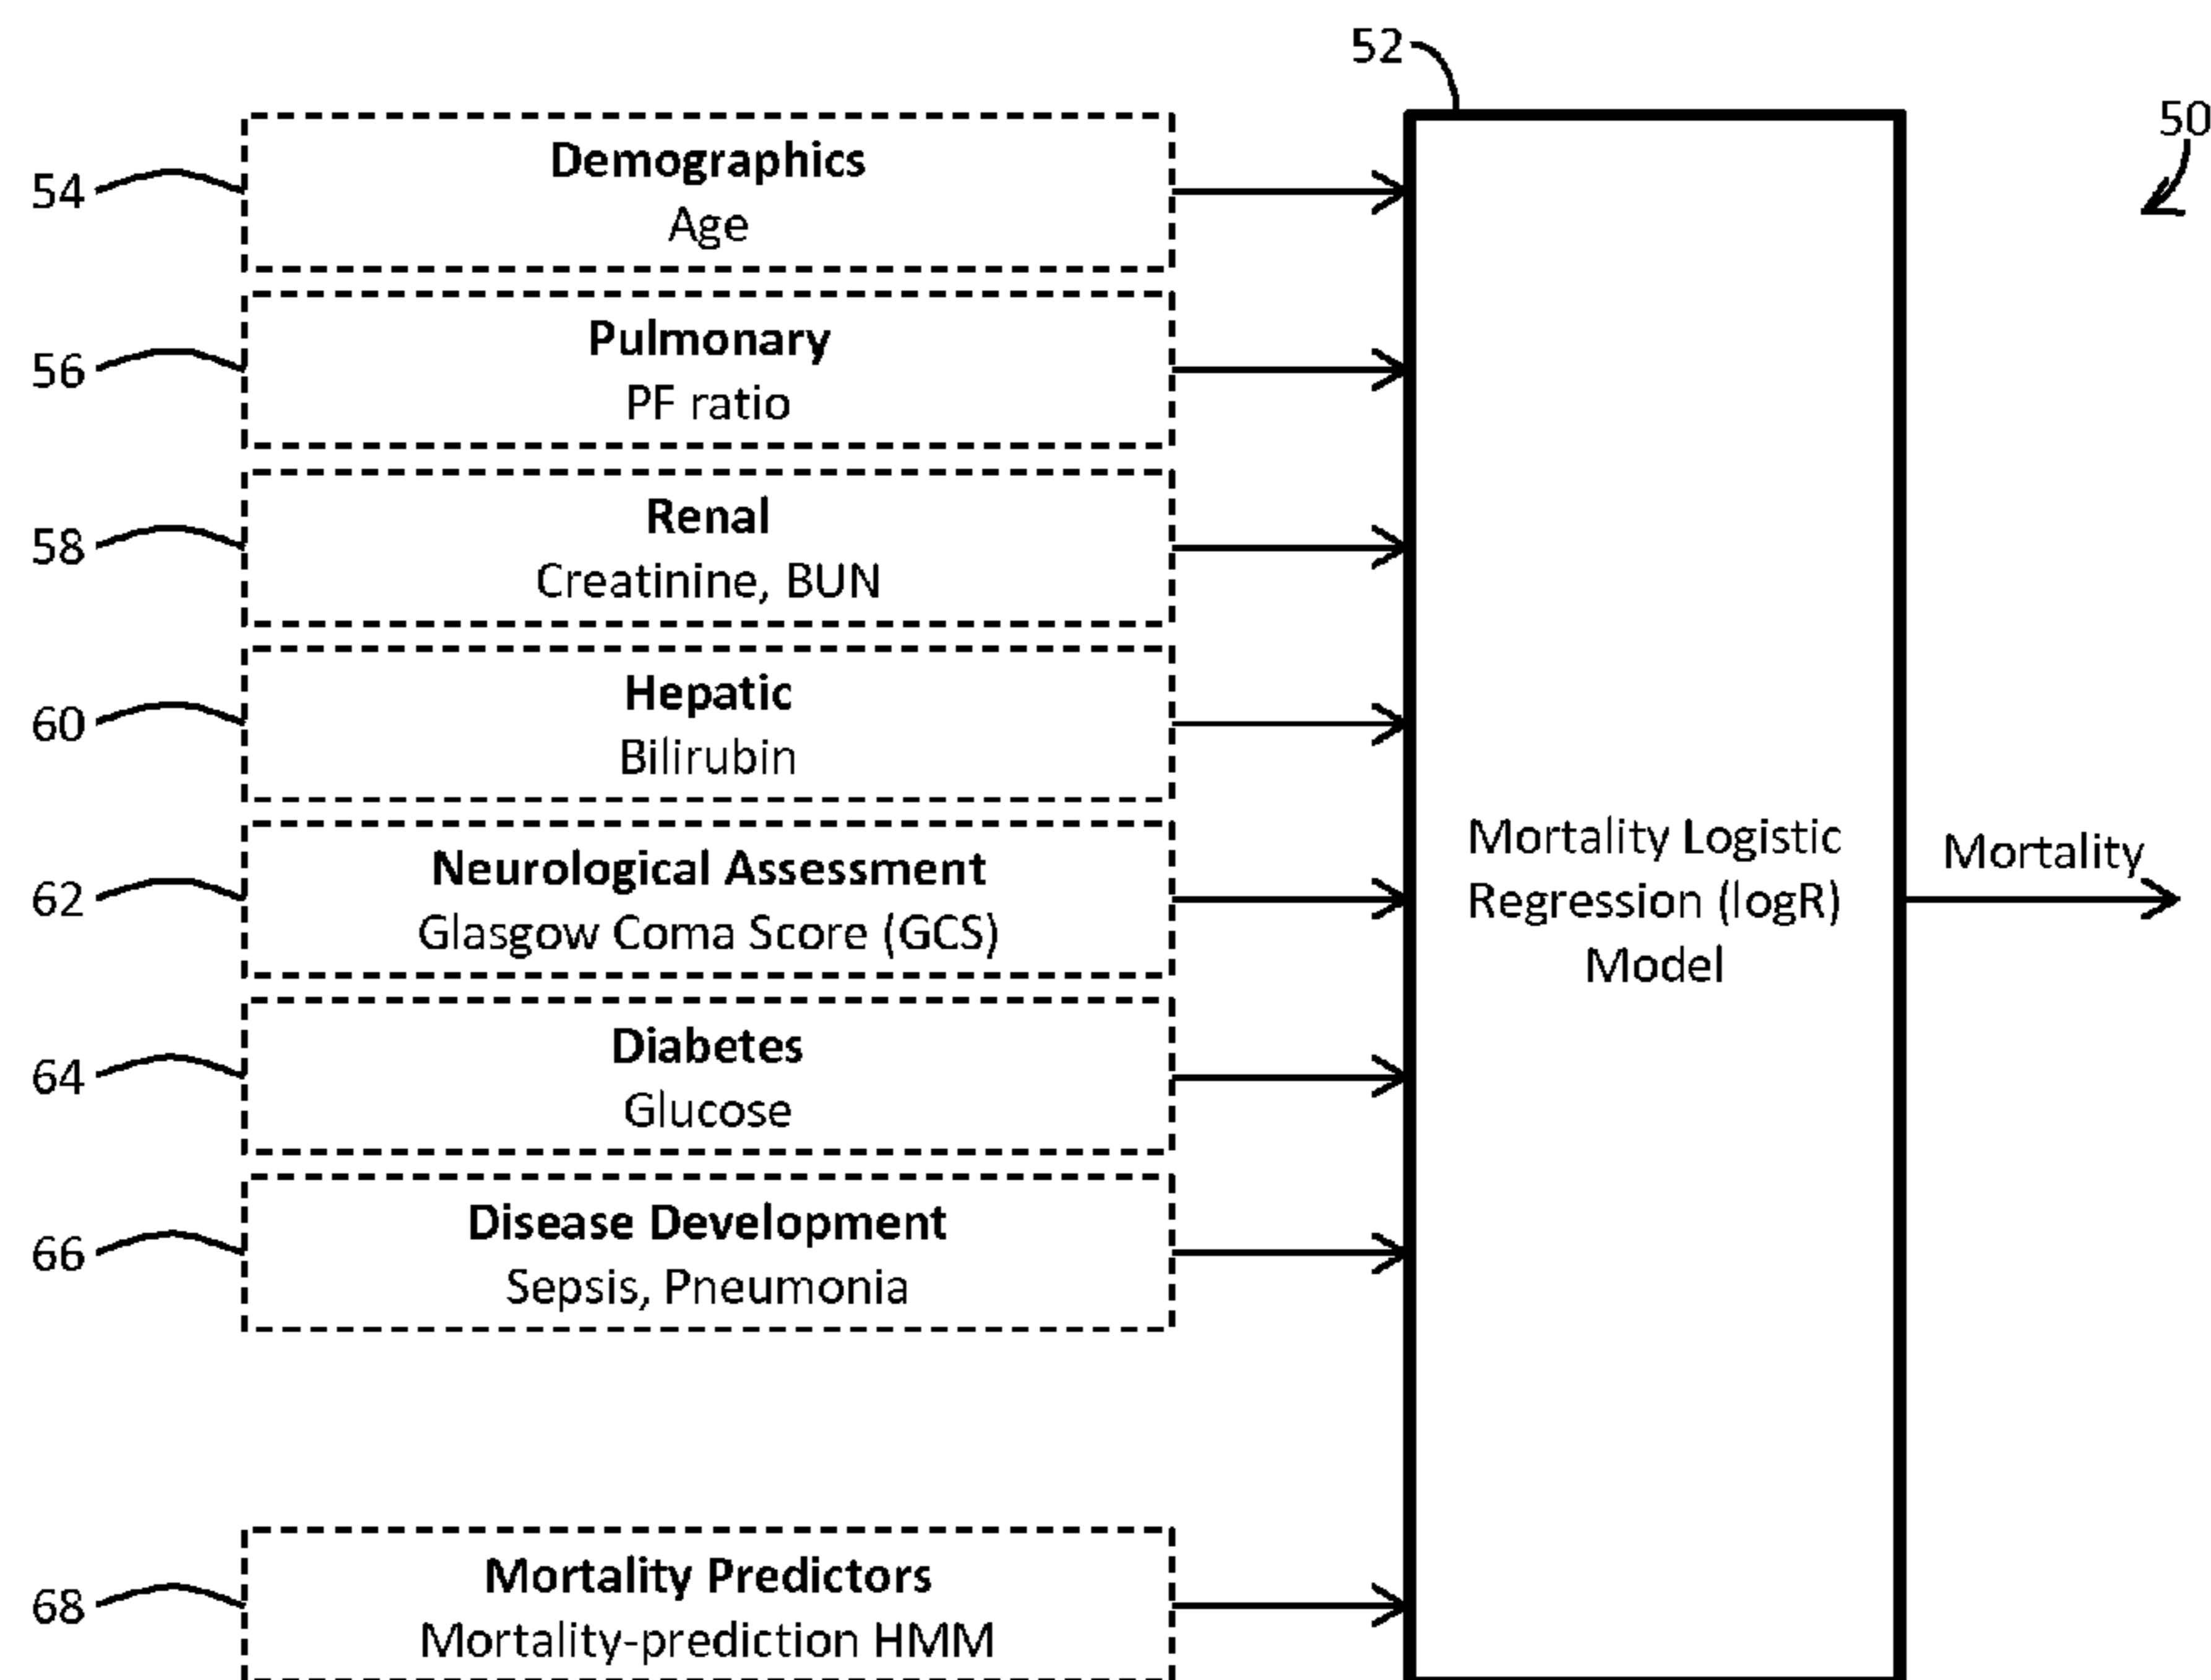 52
50
54
Demographics
Age
56
Pulmonary
PF ratio
58
Renal
Creatinine, BUN
60
Hepatic
Bilirubin
62
Neurological Assessment
Glasgow Coma Score (GCS)
Mortality Logistic
Regression (logR)
Model
Mortality
64
Diabetes
Glucose
66
Disease Development
Sepsis, Pneumonia
68
Mortality Predictors
Mortality-prediction HMM